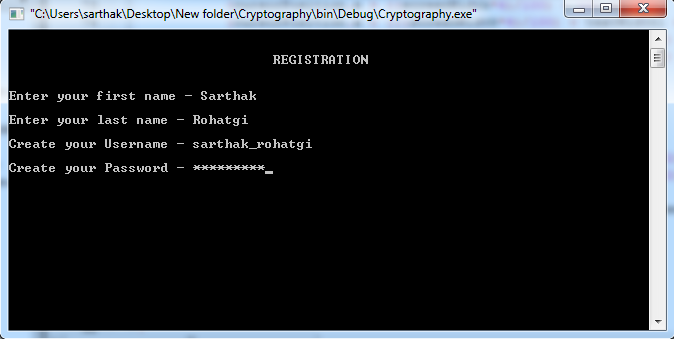 "C:\Users\sarthak\Desktop\New folder\Cryptography\bin\Debug\Cryptography.exe"
REGISTRATION
Enter your first name - Sarthak
Enter your last name - Rohatgi
Create your Username - sarthak_rohatgi
Create your Password - *********_